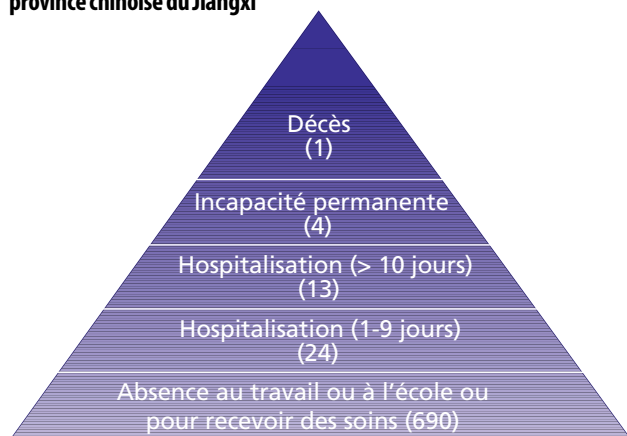 province chinoise du Jiangxi
Décès
(1)
Incapacité permanente
(4)
Hospitalisation (> 10 jours)
(13)
Hospitalisation (1-9 jours)
(24)
Absence au travail ou à l'école ou
pour recevoir des soins (690)